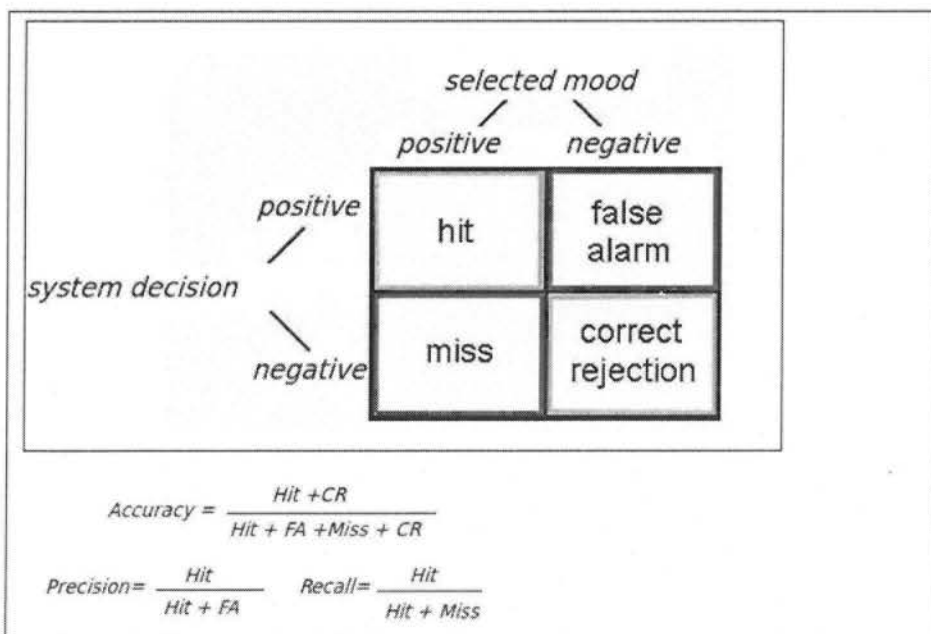 selected mood
positive negative
positive
hit
false
alarm
system decision
negative
miss
correct
rejection
Accuracy = Hit +CR
Hit + FA +Miss + CR
Precision= Hit
Hit + FA
Recall= Hit
Hit + Miss